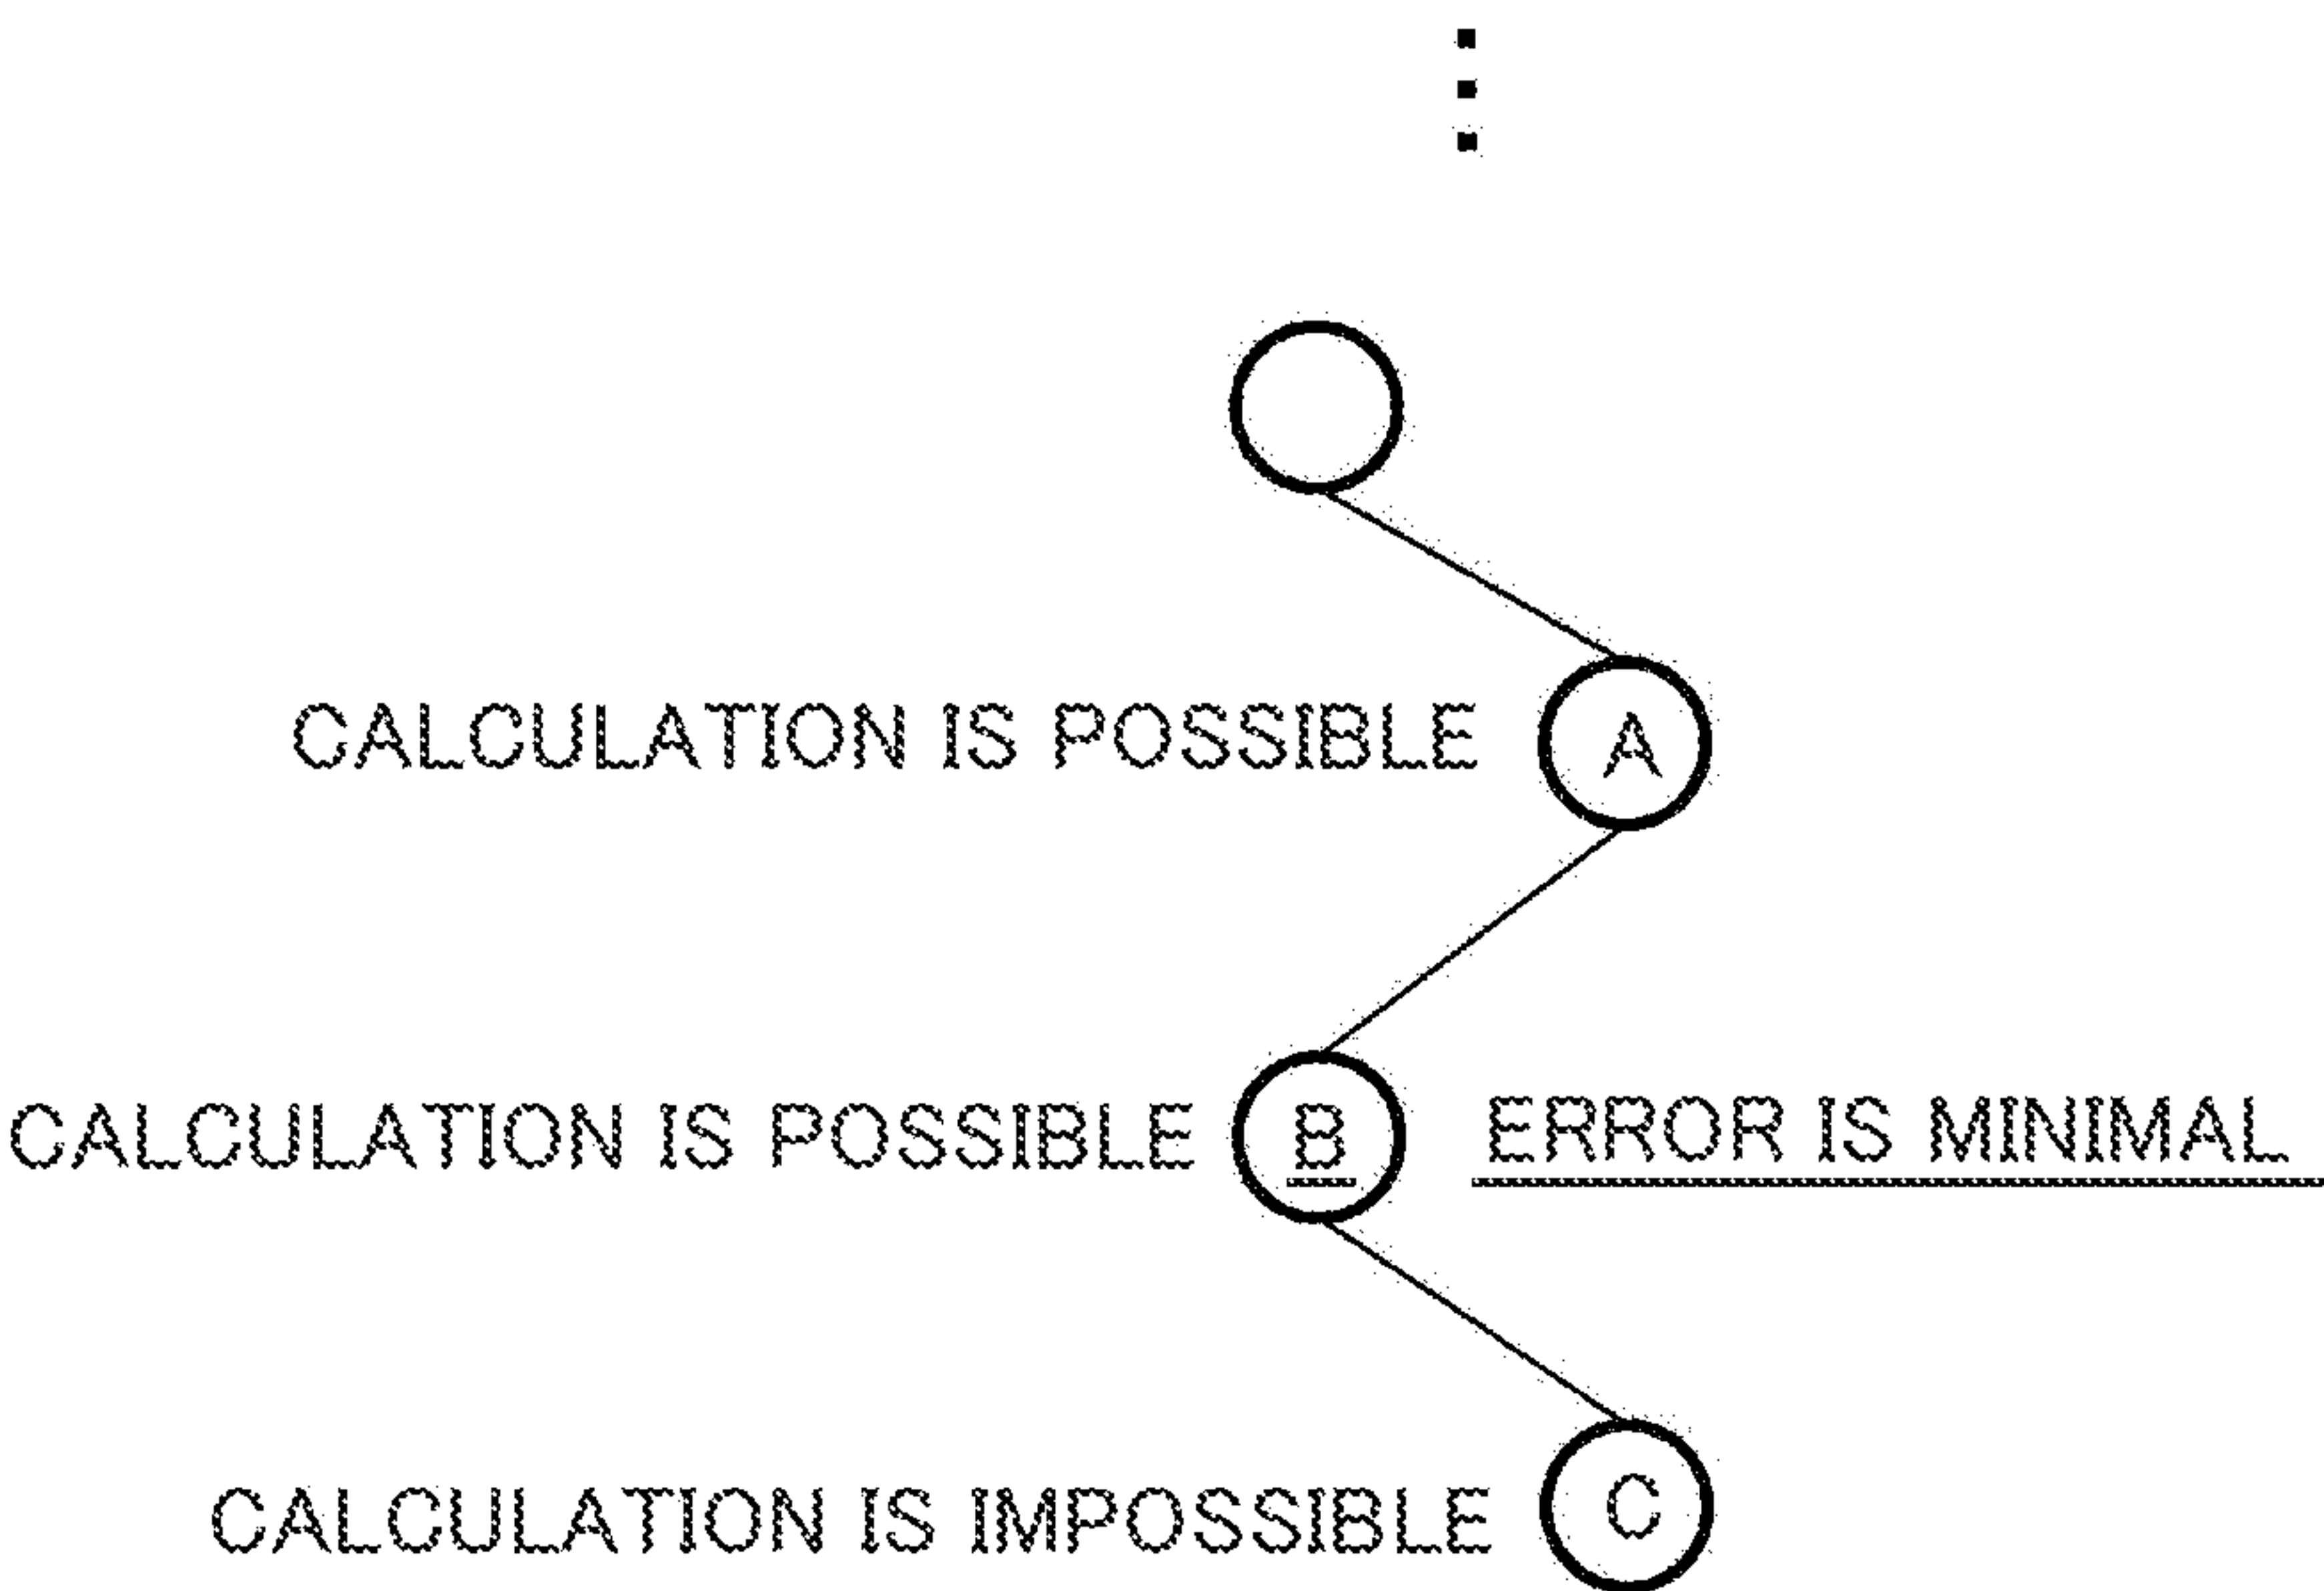 CALCULATION IS POSSIBLE A
CALCULATION IS POSSIBLE B ERROR IS MINIMAL
CALCULATION IS IMPOSSIBLE C